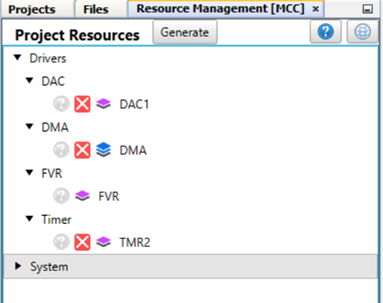 Projects Files Resource Management [MCC] ×
Project Resources Generate ?
Drivers
DAC
? DAC1
DMA
? DMA
FVR
? FVR
Timer
? TMR2
System